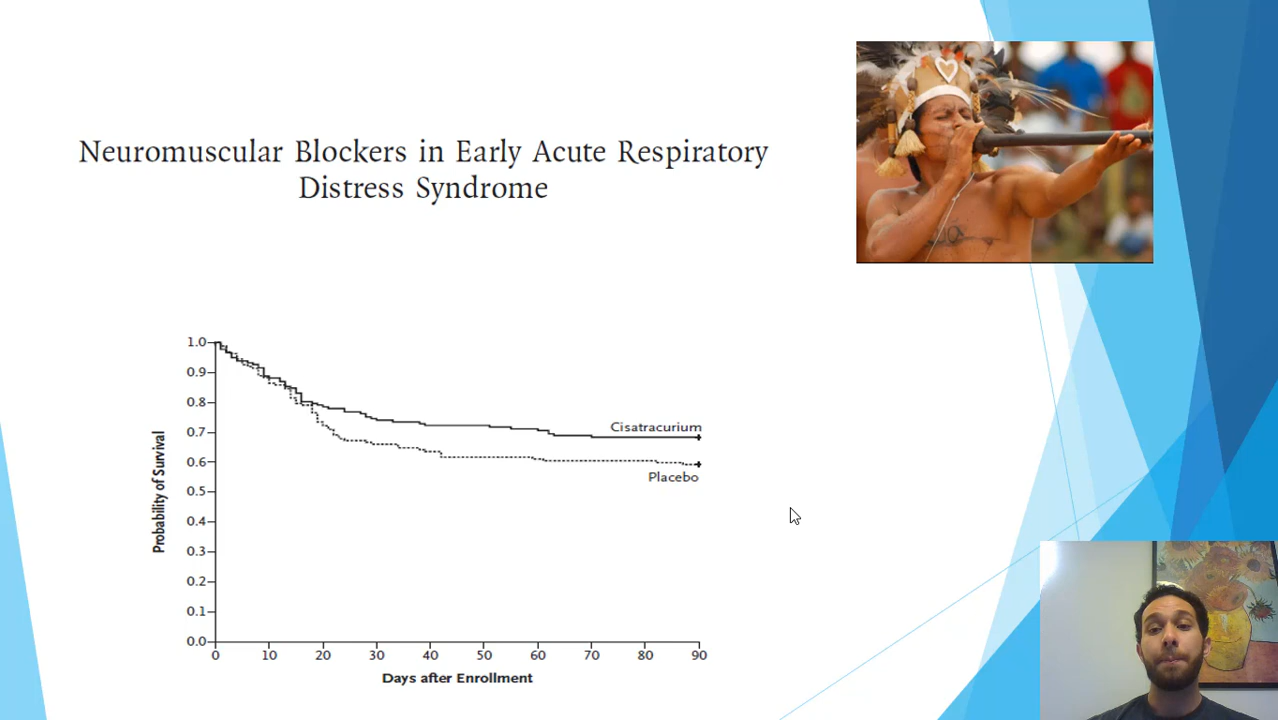 Neuromuscular Blockers in Early Acute Respiratory
Distress Syndrome
1.0
0.9
0.8
0.7
0.6
0.5
0.4
0.3
0.2
0.1
0.0
Probability of Survival
Cisatracurium
Placebo
0 10 20 30 40 50 60 70 80 90
Days after Enrollment